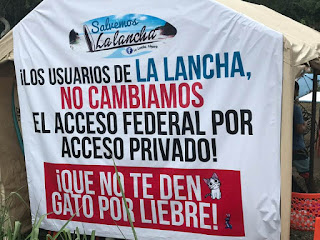 Salvemos
La lancha
¡LOS USUARIOS DE LA LANCHA,
NO CAMBIAMOS
EL ACCESO FEDERAL POR
ACCESO PRIVADO!
¡QUE NO TE DEN
GATO POR LIEBRE!